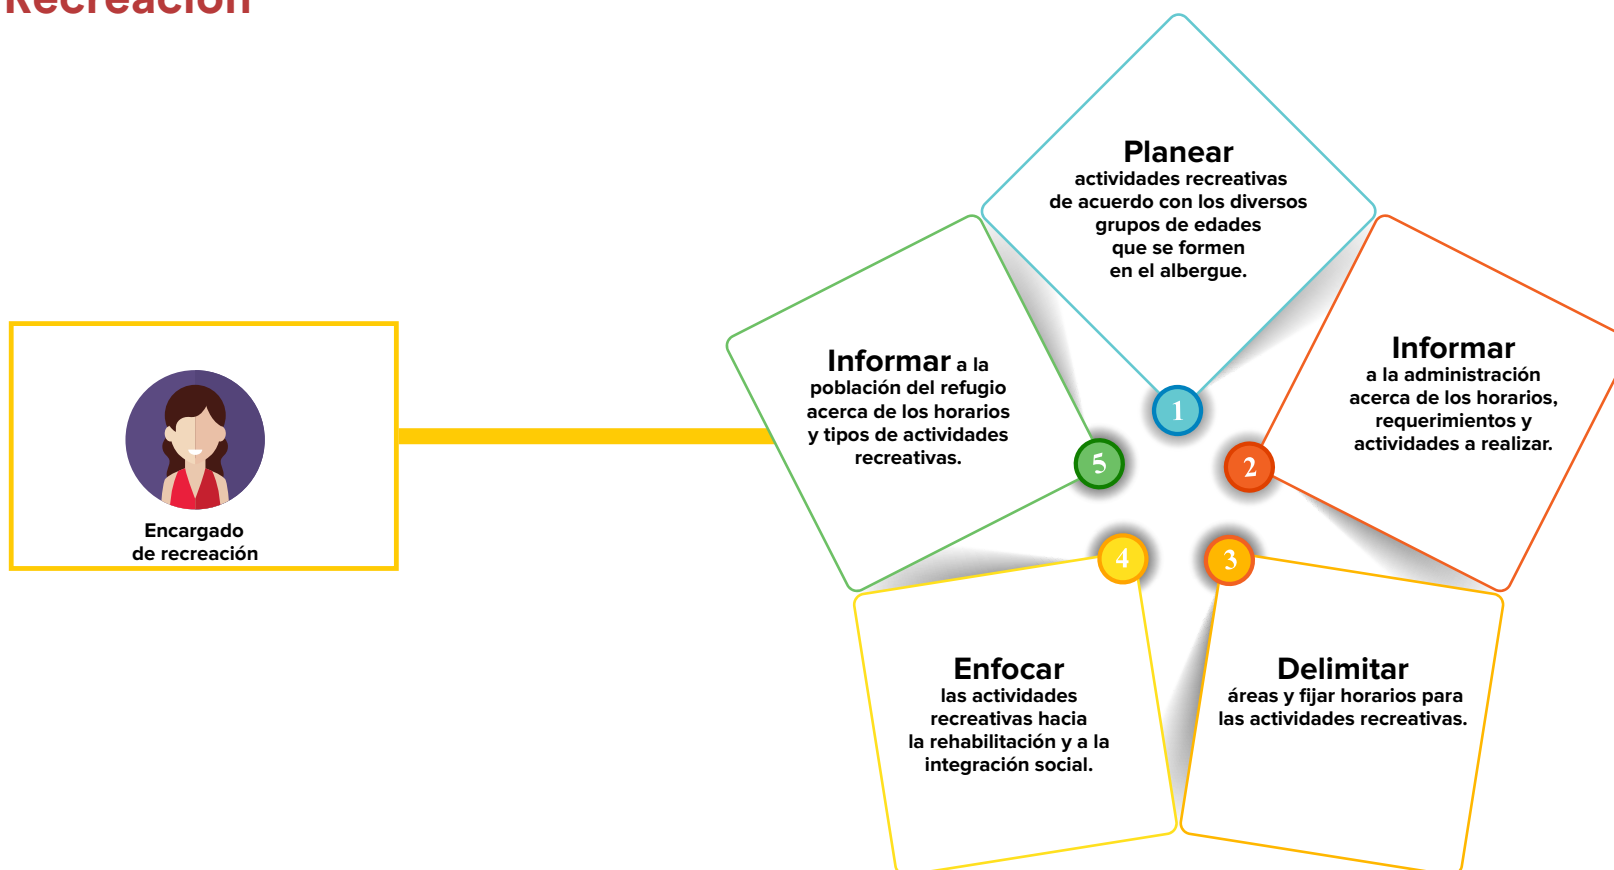 Recreación
Encargado
de recreación
Planear
actividades recreativas
de acuerdo con los diversos
grupos de edades
que se formen
en el albergue.
1
Informar
a la administración
acerca de los horarios,
requerimientos y
actividades a realizar.
2
Delimitar
áreas y fijar horarios para
las actividades recreativas.
3
Enfocar
las actividades
recreativas hacia
la rehabilitación y a la
integración social.
4
Informar a la
población del refugio
acerca de los horarios
y tipos de actividades
recreativas.
5